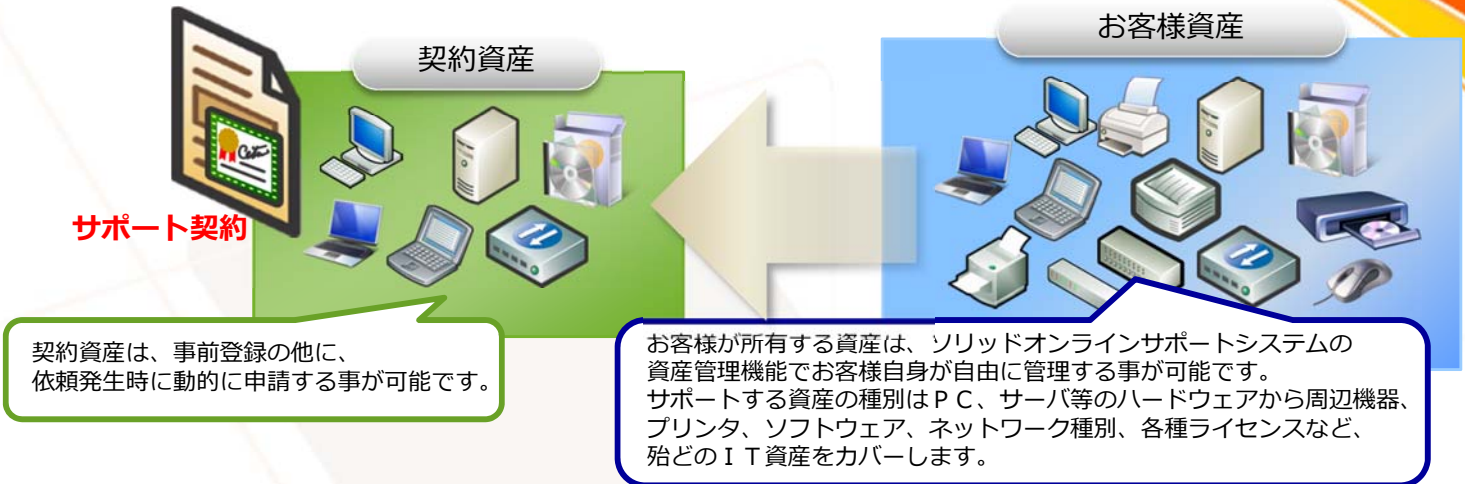 契約資産
お客様資産
サポート契約
契約資産は、事前登録の他に、
依頼発生時に動的に申請する事が可能です。
お客様が所有する資産は、ソリッドオンラインサポートシステムの
資産管理機能でお客様自身が自由に管理する事が可能です。
サポートする資産の種別はＰＣ、サーバ等のハードウェアから周辺機器、
プリンタ、ソフトウェア、ネットワーク種別、各種ライセンスなど、
殆どのＩＴ資産をカバーします。